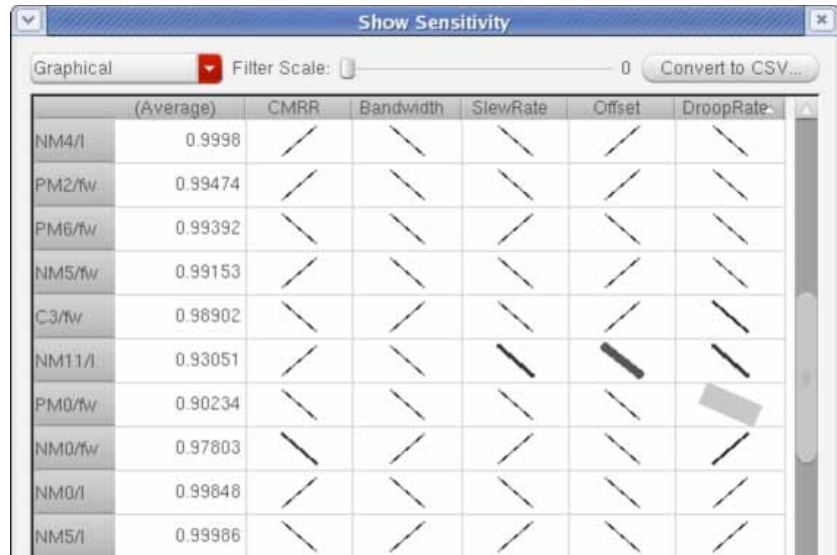 Show Sensitivity
Graphical Filter Scale: 0 Convert to CSV...
(Average) CMRR Bandwidth SlewRate Offset DroopRate
NM4/l 0.9998
PM2/fw 0.99474
PM6/fw 0.99392
NM5/fw 0.99153
C3/fw 0.98902
NM11/l 0.93051
PM0/fw 0.90234
NM0/fw 0.97803
NM0/l 0.99848
NM5/l 0.99986